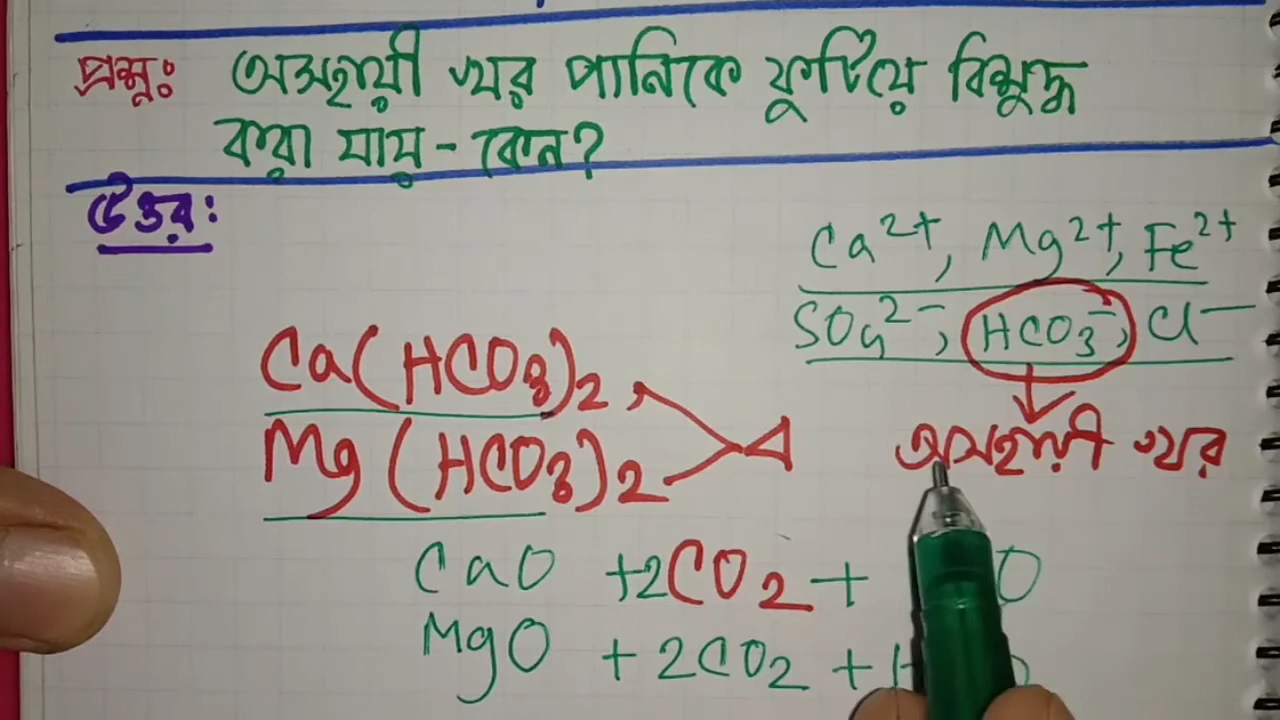 প্রশ্ন: অস্থায়ী খর পানিকে ফুটিয়ে বিশুদ্ধ
করা যায় - কেন?
উত্তর:
Ca²⁺, Mg²⁺, Fe²⁺
SO₄²⁻, HCO₃⁻, Cl⁻
অস্থায়ী খর
Ca(HCO₃)₂,
Mg(HCO₃)₂ Δ
CaO + 2CO₂ + O
MgO + 2CO₂ + H